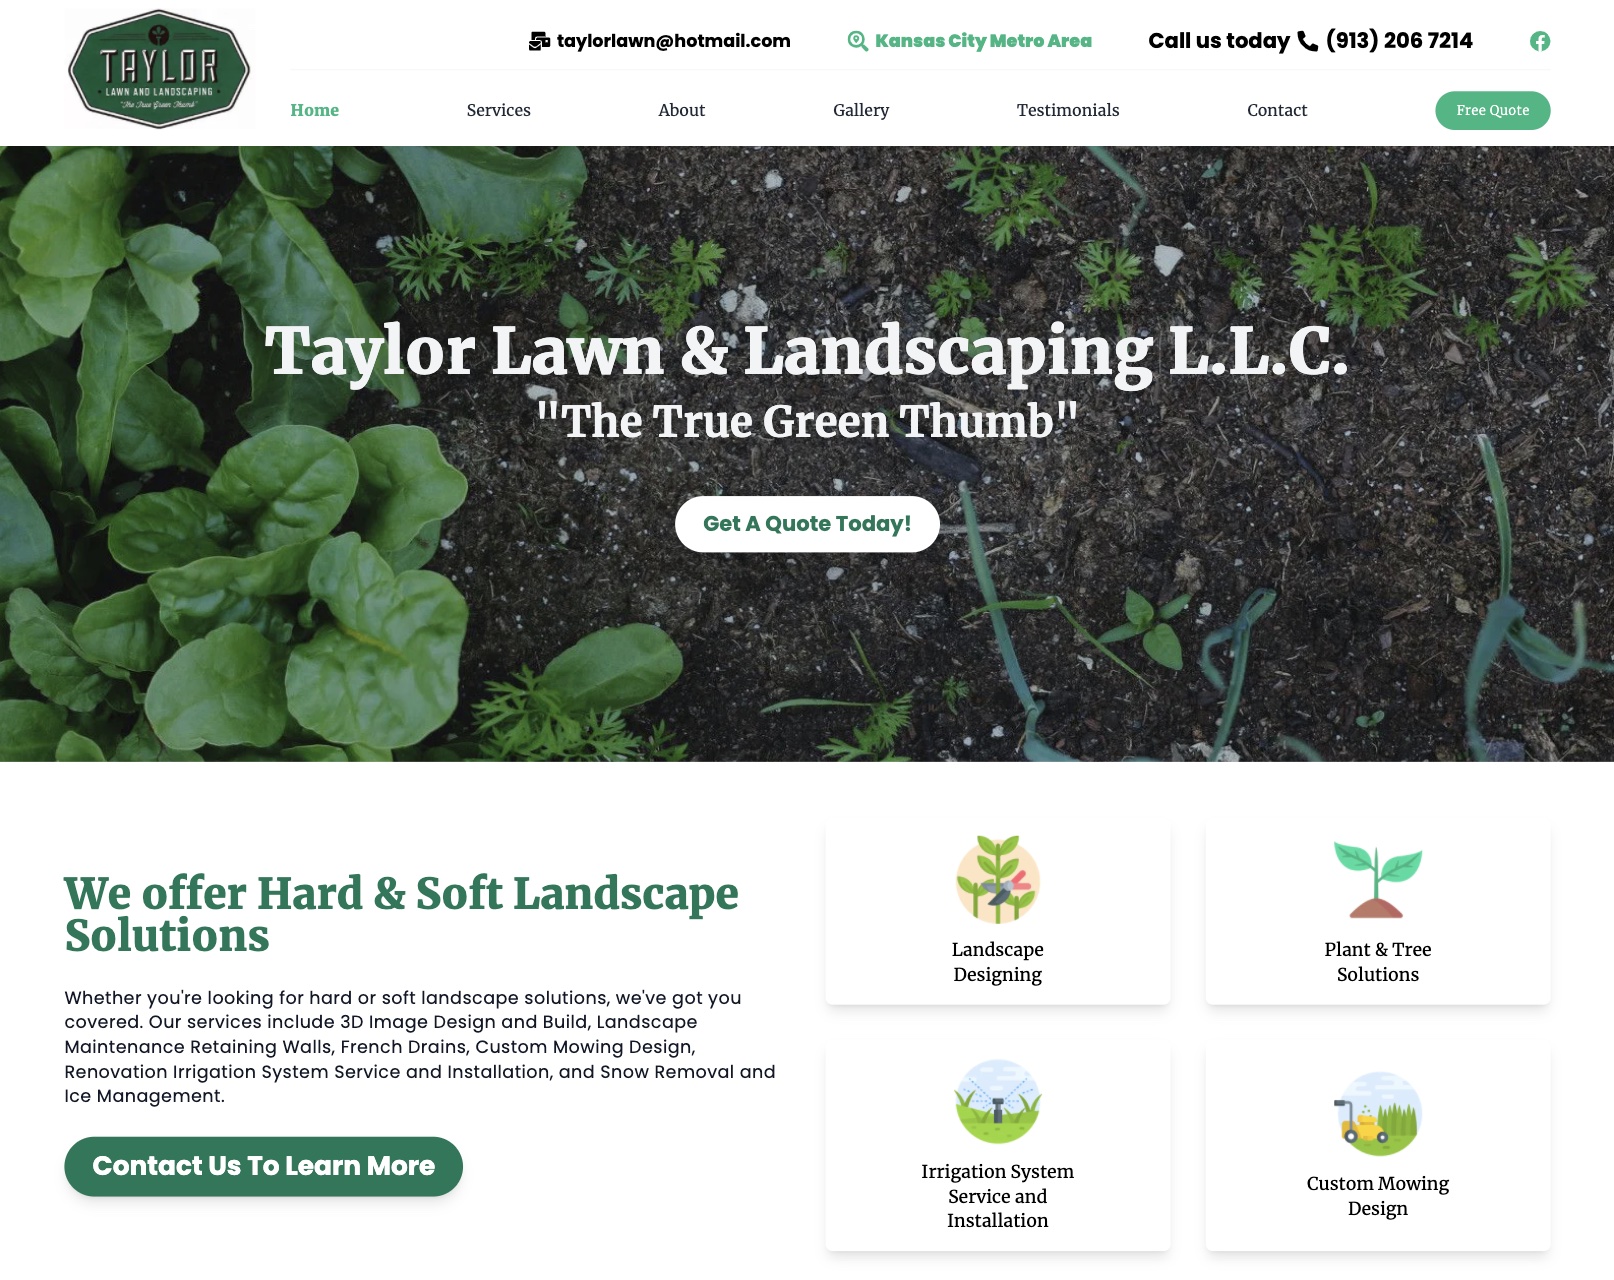 TAYLOR
LAWN AND LANDSCAPING
"The True Green Thumb"
taylorlawn@hotmail.com
Kansas City Metro Area
Call us today (913) 206 7214
Home
Services
About
Gallery
Testimonials
Contact
Free Quote
Taylor Lawn & Landscaping L.L.C.
"The True Green Thumb"
Get A Quote Today!
We offer Hard & Soft Landscape
Solutions
Whether you're looking for hard or soft landscape solutions, we've got you
covered. Our services include 3D Image Design and Build, Landscape
Maintenance Retaining Walls, French Drains, Custom Mowing Design,
Renovation Irrigation System Service and Installation, and Snow Removal and
Ice Management.
Contact Us To Learn More
Landscape
Designing
Plant & Tree
Solutions
Irrigation System
Service and
Installation
Custom Mowing
Design